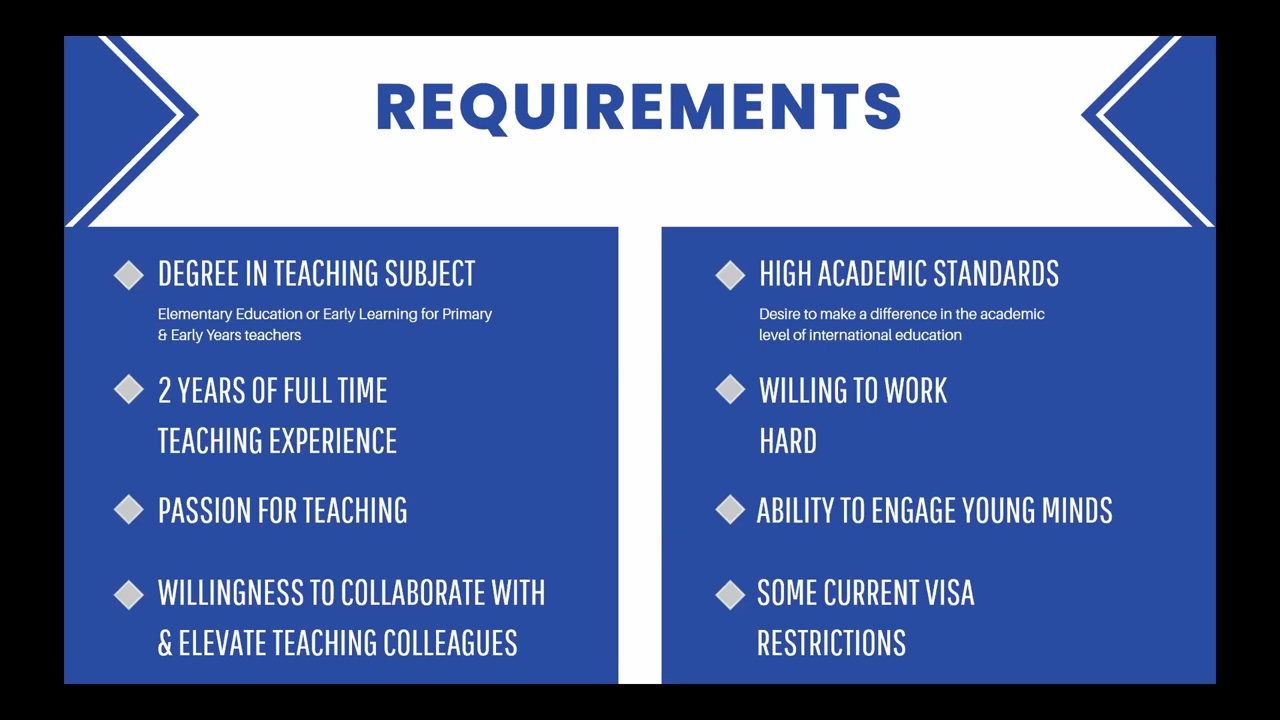 REQUIREMENTS
DEGREE IN TEACHING SUBJECT
Elementary Education or Early Learning for Primary
& Early Years teachers
2 YEARS OF FULL TIME
TEACHING EXPERIENCE
PASSION FOR TEACHING
WILLINGNESS TO COLLABORATE WITH
& ELEVATE TEACHING COLLEAGUES
HIGH ACADEMIC STANDARDS
Desire to make a difference in the academic
level of international education
WILLING TO WORK
HARD
ABILITY TO ENGAGE YOUNG MINDS
SOME CURRENT VISA
RESTRICTIONS